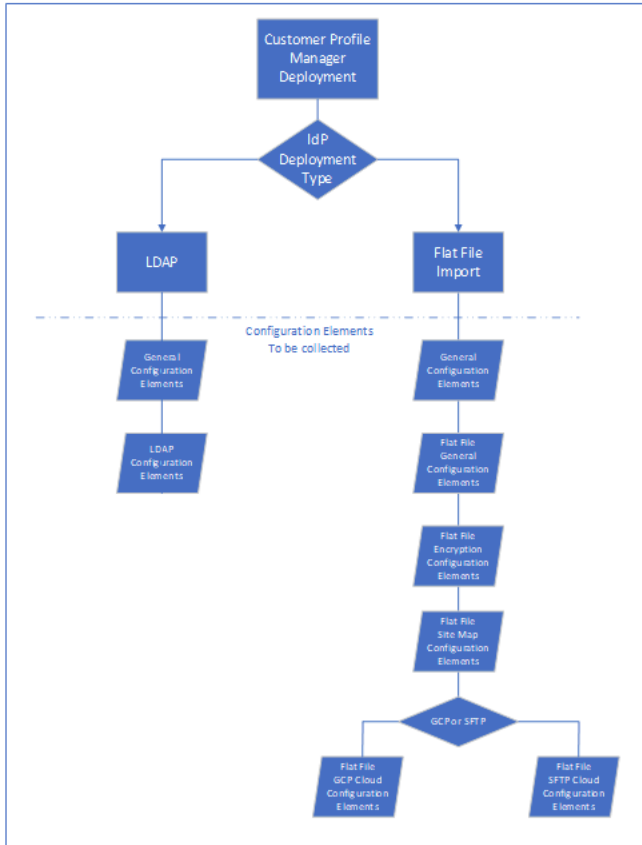 Customer Profile
Manager
Deployment
IdP
Deployment
Type
LDAP
Flat File
Import
Configuration Elements
To be collected
General
Configuration
Elements
General
Configuration
Elements
LDAP
Configuration
Elements
Flat File
General
Configuration
Elements
Flat File
Encryption
Configuration
Elements
Flat File
Site Map
Configuration
Elements
GCP or SFTP
Flat File
GCP Cloud
Configuration
Elements
Flat File
SFTP Cloud
Configuration
Elements